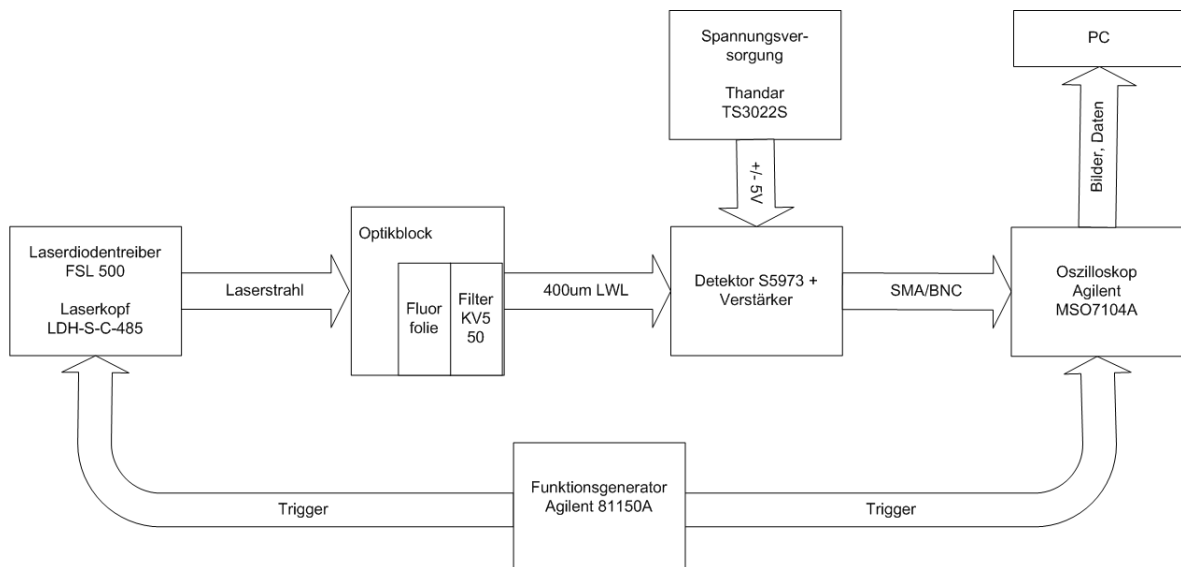 Spannungsver-
sorgung
Thandar
TS3022S
PC
+/- 5V
Bilder, Daten
Laserdiodentreiber
FSL 500
Laserkopf
LDH-S-C-485
Laserstrahl
Optikblock
Fluor
folie
Filter
KV5
50
400um LWL
Detektor S5973 +
Verstärker
SMA/BNC
Oszilloskop
Agilent
MSO7104A
Trigger
Funktionsgenerator
Agilent 81150A
Trigger